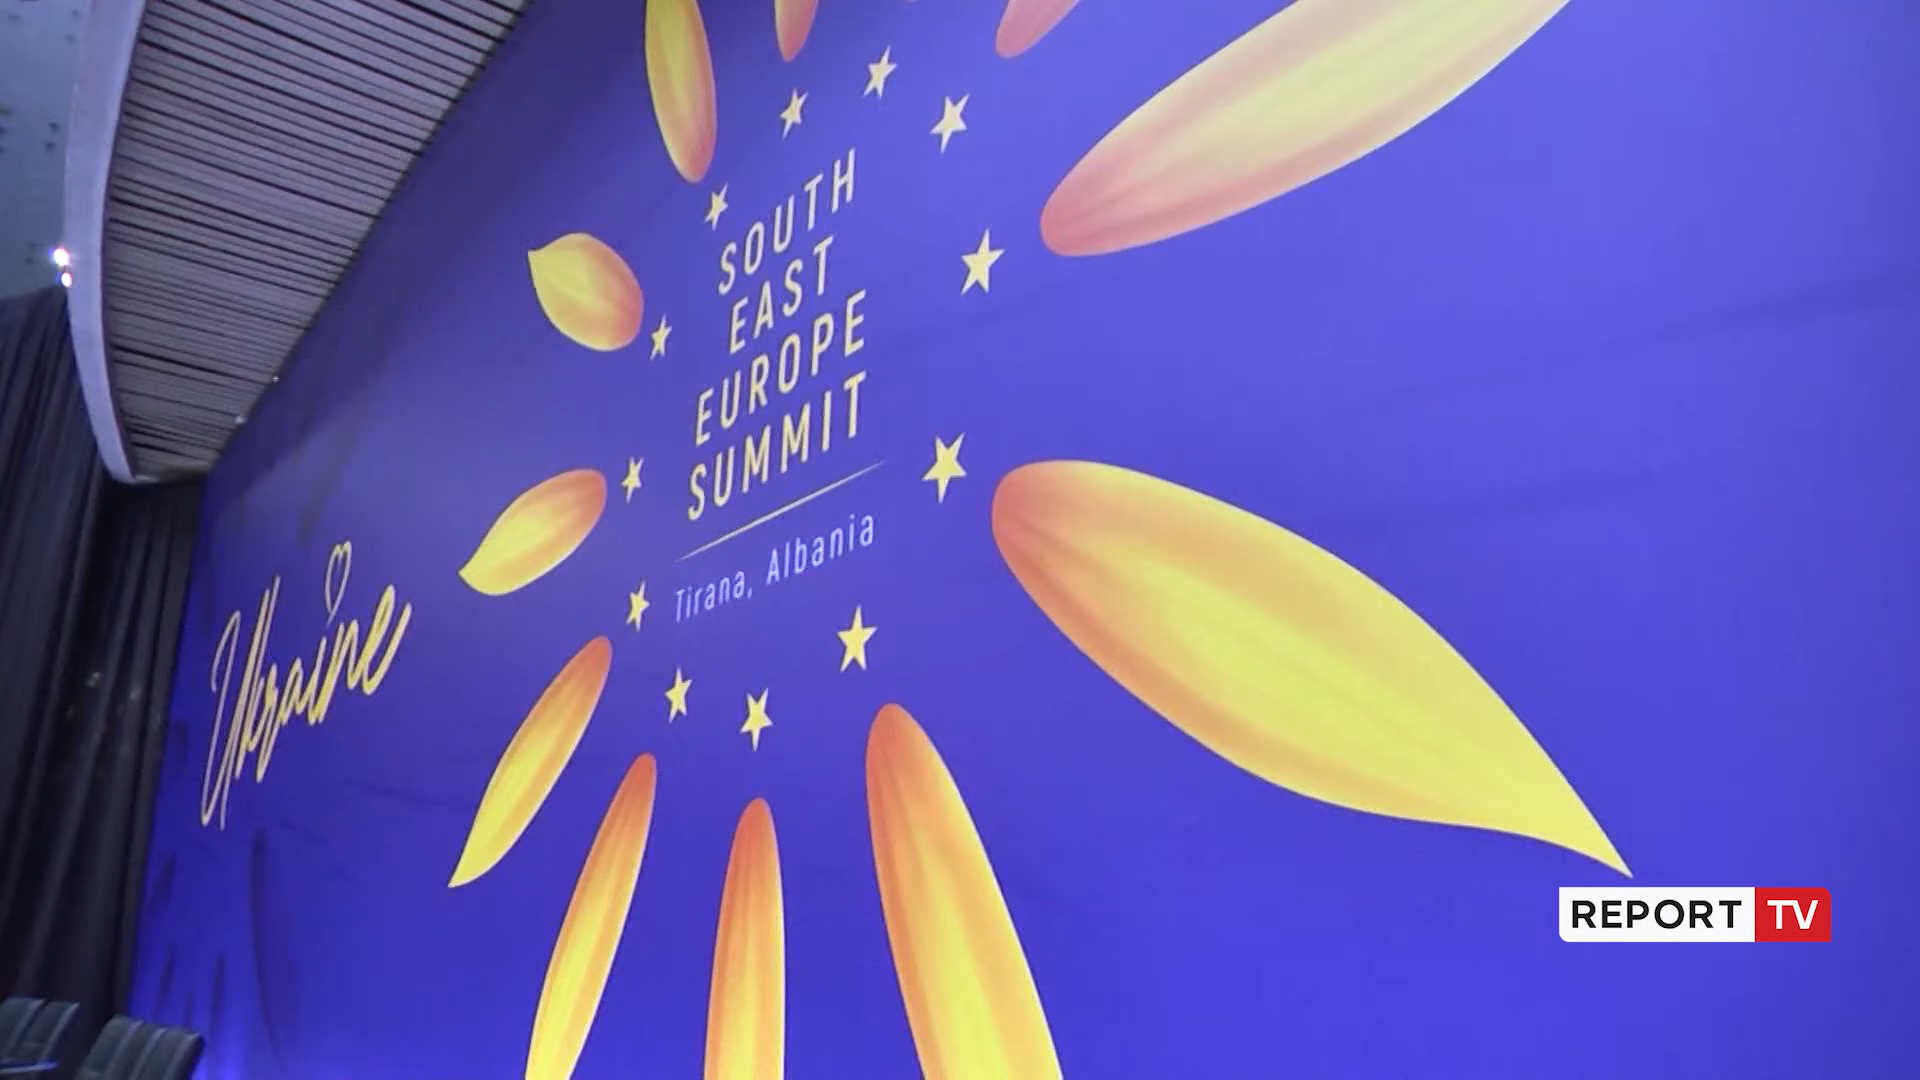 SOUTH
EAST
EUROPE
SUMMIT
Tirana, Albania
Ukraine
REPORT TV